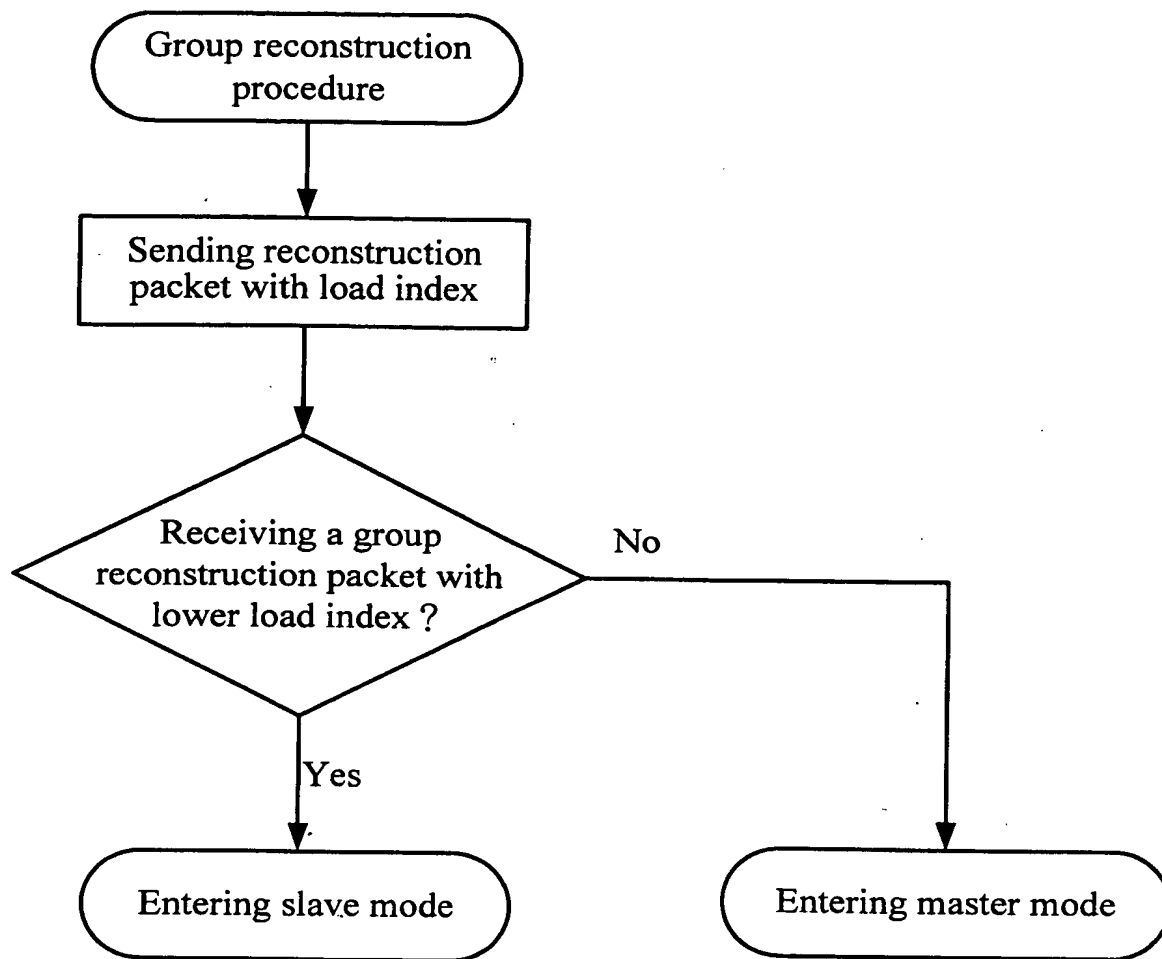 Group reconstruction
procedure
Sending reconstruction
packet with load index
Receiving a group
reconstruction packet with
lower load index ?
No
Yes
Entering slave mode
Entering master mode